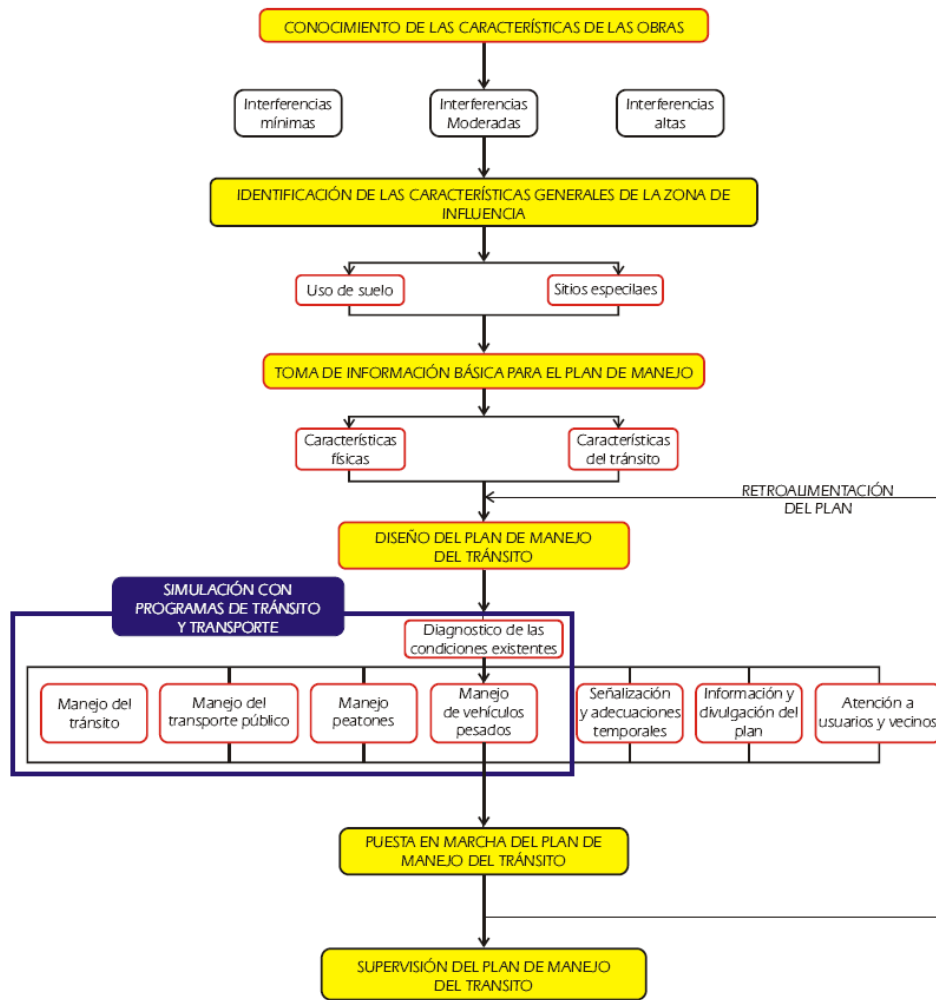 CONOCIMIENTO DE LAS CARACTERÍSTICAS DE LAS OBRAS
Interferencias
mínimas
Interferencias
Moderadas
Interferencias
altas
IDENTIFICACIÓN DE LAS CARACTERÍSTICAS GENERALES DE LA ZONA DE
INFLUENCIA
Uso de suelo
Sitios especilaes
TOMA DE INFORMACIÓN BÁSICA PARA EL PLAN DE MANEJO
Características
físicas
Características
del tránsito
RETROALIMENTACIÓN
DEL PLAN
DISEÑO DEL PLAN DE MANEJO
DEL TRÁNSITO
SIMULACIÓN CON
PROGRAMAS DE TRÁNSITO
Y TRANSPORTE
Diagnostico de las
condiciones existentes
Manejo del
tránsito
Manejo del
transporte público
Manejo
peatones
Manejo
de vehículos
pesados
Señalización
y adecuaciones
temporales
Información y
divulgación del
plan
Atención a
usuarios y vecinos
PUESTA EN MARCHA DEL PLAN DE
MANEJO DEL TRÁNSITO
SUPERVISIÓN DEL PLAN DE MANEJO
DEL TRANSITO